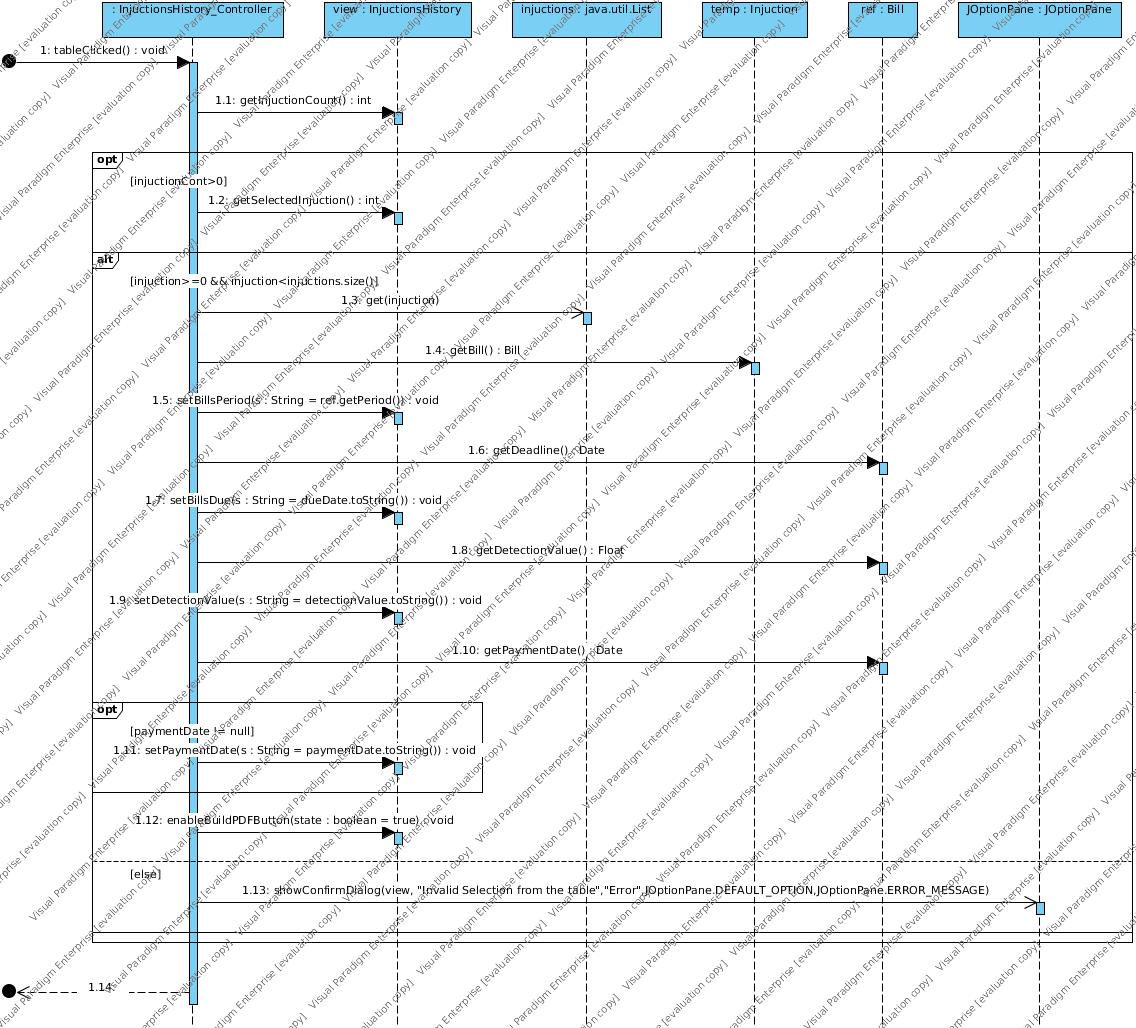 : InjuctionsHistory_Controller
view : InjuctionsHistory
injuctions : java.util.List
temp : Injuction
ref : Bill
JOptionPane : JOptionPane
1: tableClicked() : void
1.1: getInjuctionCount() : int
opt
[injuctionCont>0]
1.2: getSelectedInjuction() : int
alt
[injuction>=0 && injuction<injuctions.size()]
1.3: get(injuction)
1.4: getBill() : Bill
1.5: setBillsPeriod(s : String = ref.getPeriod()) : void
1.6: getDeadline() : Date
1.7: setBillsDue(s : String = dueDate.toString()) : void
1.8: getDetectionValue() : Float
1.9: setDetectionValue(s : String = detectionValue.toString()) : void
1.10: getPaymentDate() : Date
opt
[paymentDate != null]
1.11: setPaymentDate(s : String = paymentDate.toString()) : void
1.12: enableBuildPDFButton(state : boolean = true) : void
[else]
1.13: showConfirmDialog(view, "Invalid Selection from the table","Error",JOptionPane.DEFAULT_OPTION,JOptionPane.ERROR_MESSAGE)
1.14:
Visual Paradigm Enterprise [evaluation copy]